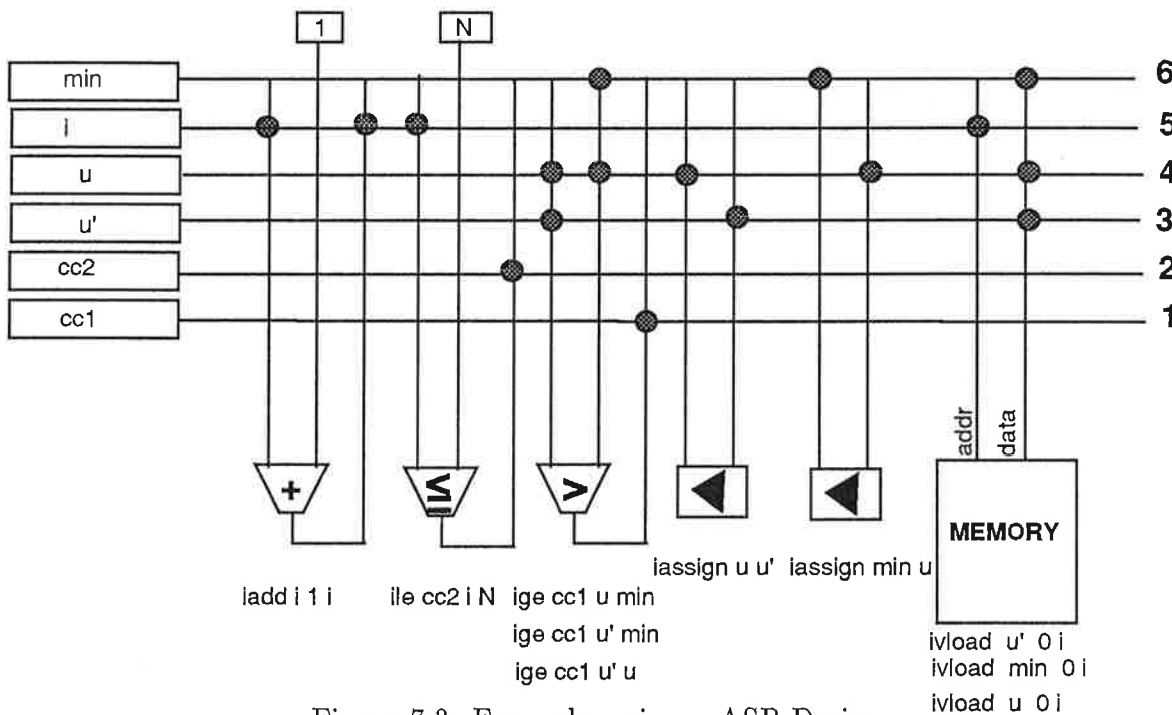 1 N
min 6
i 5
u 4
u' 3
cc2 2
cc1 1
addr
data
+ ≤ >
MEMORY
iassign u u' iassign min u
iadd i 1 i ile cc2 i N ige cc1 u min
ige cc1 u' min
ige cc1 u' u
ivload u' 0 i
ivload min 0 i
ivload u 0 i